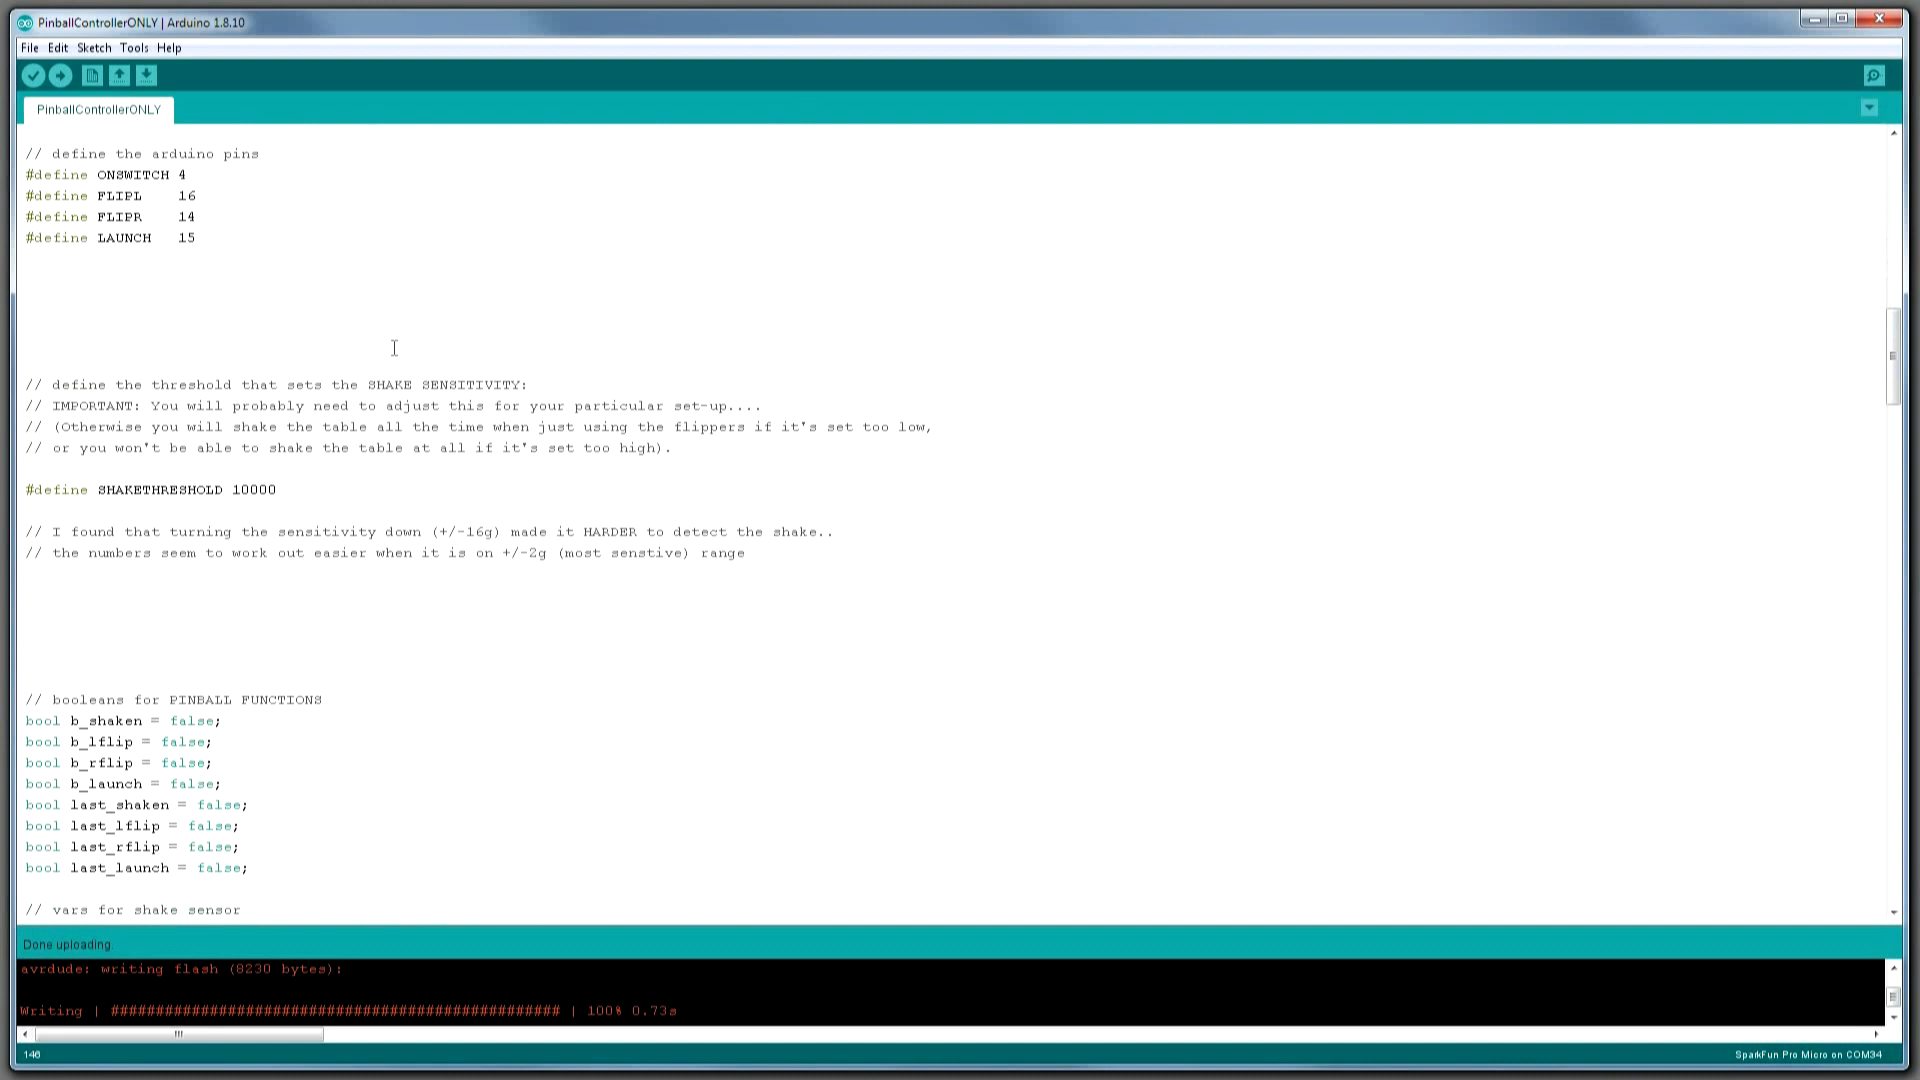 PinballControllerONLY | Arduino 1.8.10
File Edit Sketch Tools Help
PinballControllerONLY
// define the arduino pins
#define ONSWITCH 4
#define FLIPL 16
#define FLIPR 14
#define LAUNCH 15
// define the threshold that sets the SHAKE SENSITIVITY:
// IMPORTANT: You will probably need to adjust this for your particular set-up....
// (Otherwise you will shake the table all the time when just using the flippers if it's set too low,
// or you won't be able to shake the table at all if it's set too high).
#define SHAKETHRESHOLD 10000
// I found that turning the sensitivity down (+/-16g) made it HARDER to detect the shake..
// the numbers seem to work out easier when it is on +/-2g (most senstive) range
// booleans for PINBALL FUNCTIONS
bool b_shaken = false;
bool b_lflip = false;
bool b_rflip = false;
bool b_launch = false;
bool last_shaken = false;
bool last_lflip = false;
bool last_rflip = false;
bool last_launch = false;
// vars for shake sensor
Done uploading.
avrdude: writing flash (8230 bytes):
Writing | ################################################## | 100% 0.73s
146
SparkFun Pro Micro on COM34